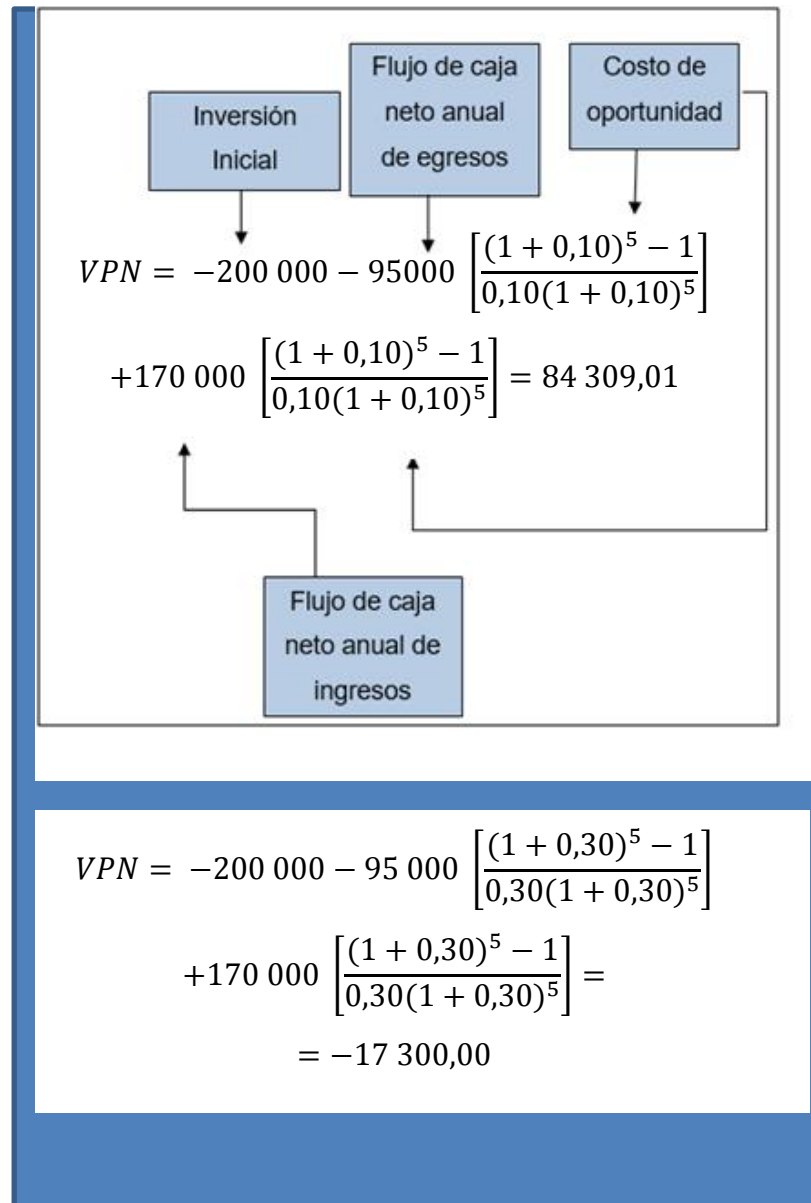 Inversión
Inicial
Flujo de caja
neto anual
de egresos
Costo de
oportunidad
VPN = −200 000 − 95000 [((1 + 0,10)^5 − 1)/(0,10(1 + 0,10)^5)]
+170 000 [((1 + 0,10)^5 − 1)/(0,10(1 + 0,10)^5)] = 84 309,01
Flujo de caja
neto anual de
ingresos
VPN = −200 000 − 95 000 [((1 + 0,30)^5 − 1)/(0,30(1 + 0,30)^5)]
+170 000 [((1 + 0,30)^5 − 1)/(0,30(1 + 0,30)^5)] =
= −17 300,00